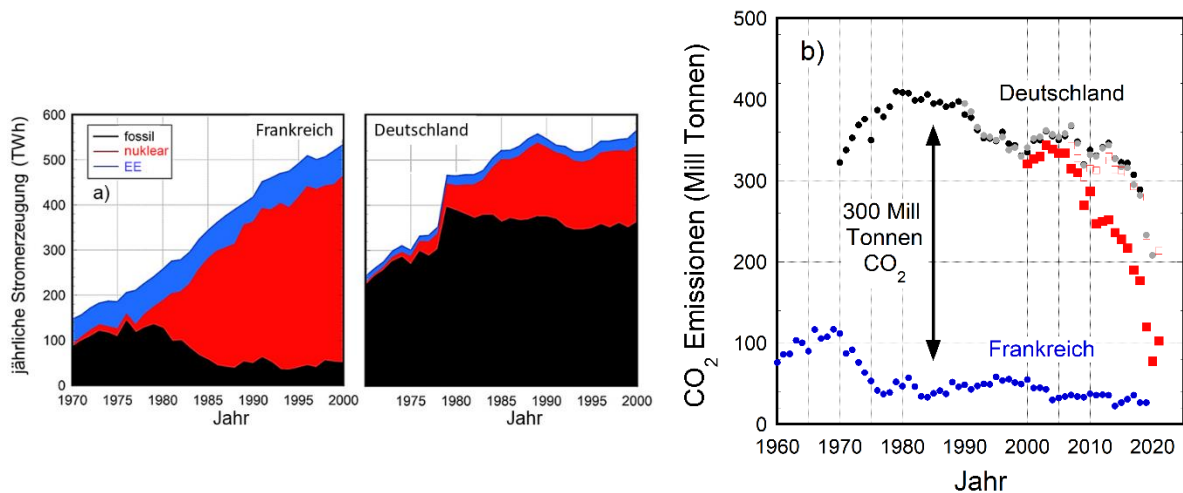 jährliche Stromerzeugung (TWh)
600
500
400
300
200
100
0
fossil
nuklear
EE
a)
Frankreich
1970
1975
1980
1985
1990
1995
2000
Jahr
Deutschland
1975
1980
1985
1990
1995
2000
Jahr
CO2 Emissionen (Mill Tonnen)
500
400
300
200
100
0
b)
Deutschland
300 Mill
Tonnen
CO2
Frankreich
1960
1970
1980
1990
2000
2010
2020
Jahr